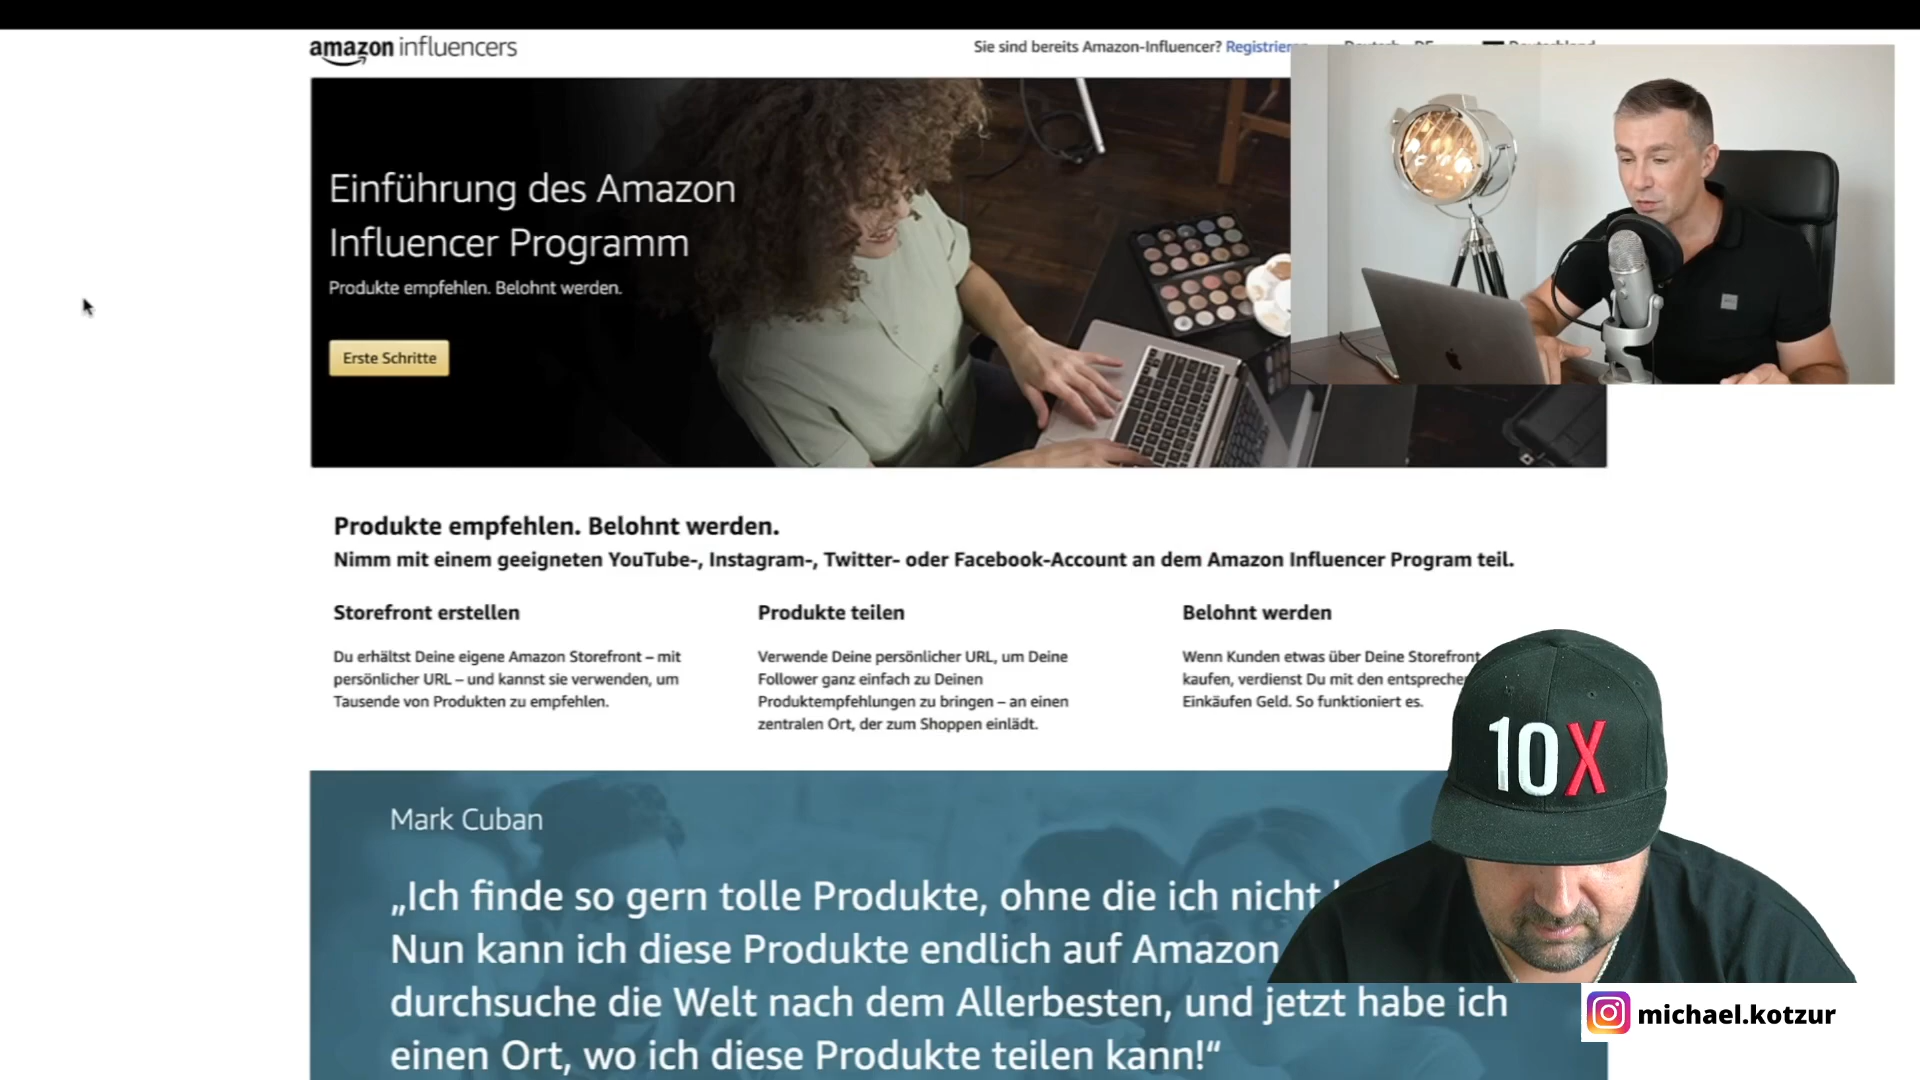 amazon influencers
Sie sind bereits Amazon-Influencer? Registrieren Deutsch - DE Deutschland
Einführung des Amazon
Influencer Programm
Produkte empfehlen. Belohnt werden.
Erste Schritte
Produkte empfehlen. Belohnt werden.
Nimm mit einem geeigneten YouTube-, Instagram-, Twitter- oder Facebook-Account an dem Amazon Influencer Program teil.
Storefront erstellen
Du erhältst Deine eigene Amazon Storefront – mit
persönlicher URL – und kannst sie verwenden, um
Tausende von Produkten zu empfehlen.
Produkte teilen
Verwende Deine persönlicher URL, um Deine
Follower ganz einfach zu Deinen
Produktempfehlungen zu bringen – an einen
zentralen Ort, der zum Shoppen einlädt.
Belohnt werden
Wenn Kunden etwas über Deine Storefront
kaufen, verdienst Du mit den
Einkäufen Geld. So funktioniert es.
10X
Mark Cuban
„Ich finde so gern tolle Produkte, ohne die ich nicht
Nun kann ich diese Produkte endlich auf Amazon
durchsuche die Welt nach dem Allerbesten, und jetzt habe ich
einen Ort, wo ich diese Produkte teilen kann!“
michael.kotzur